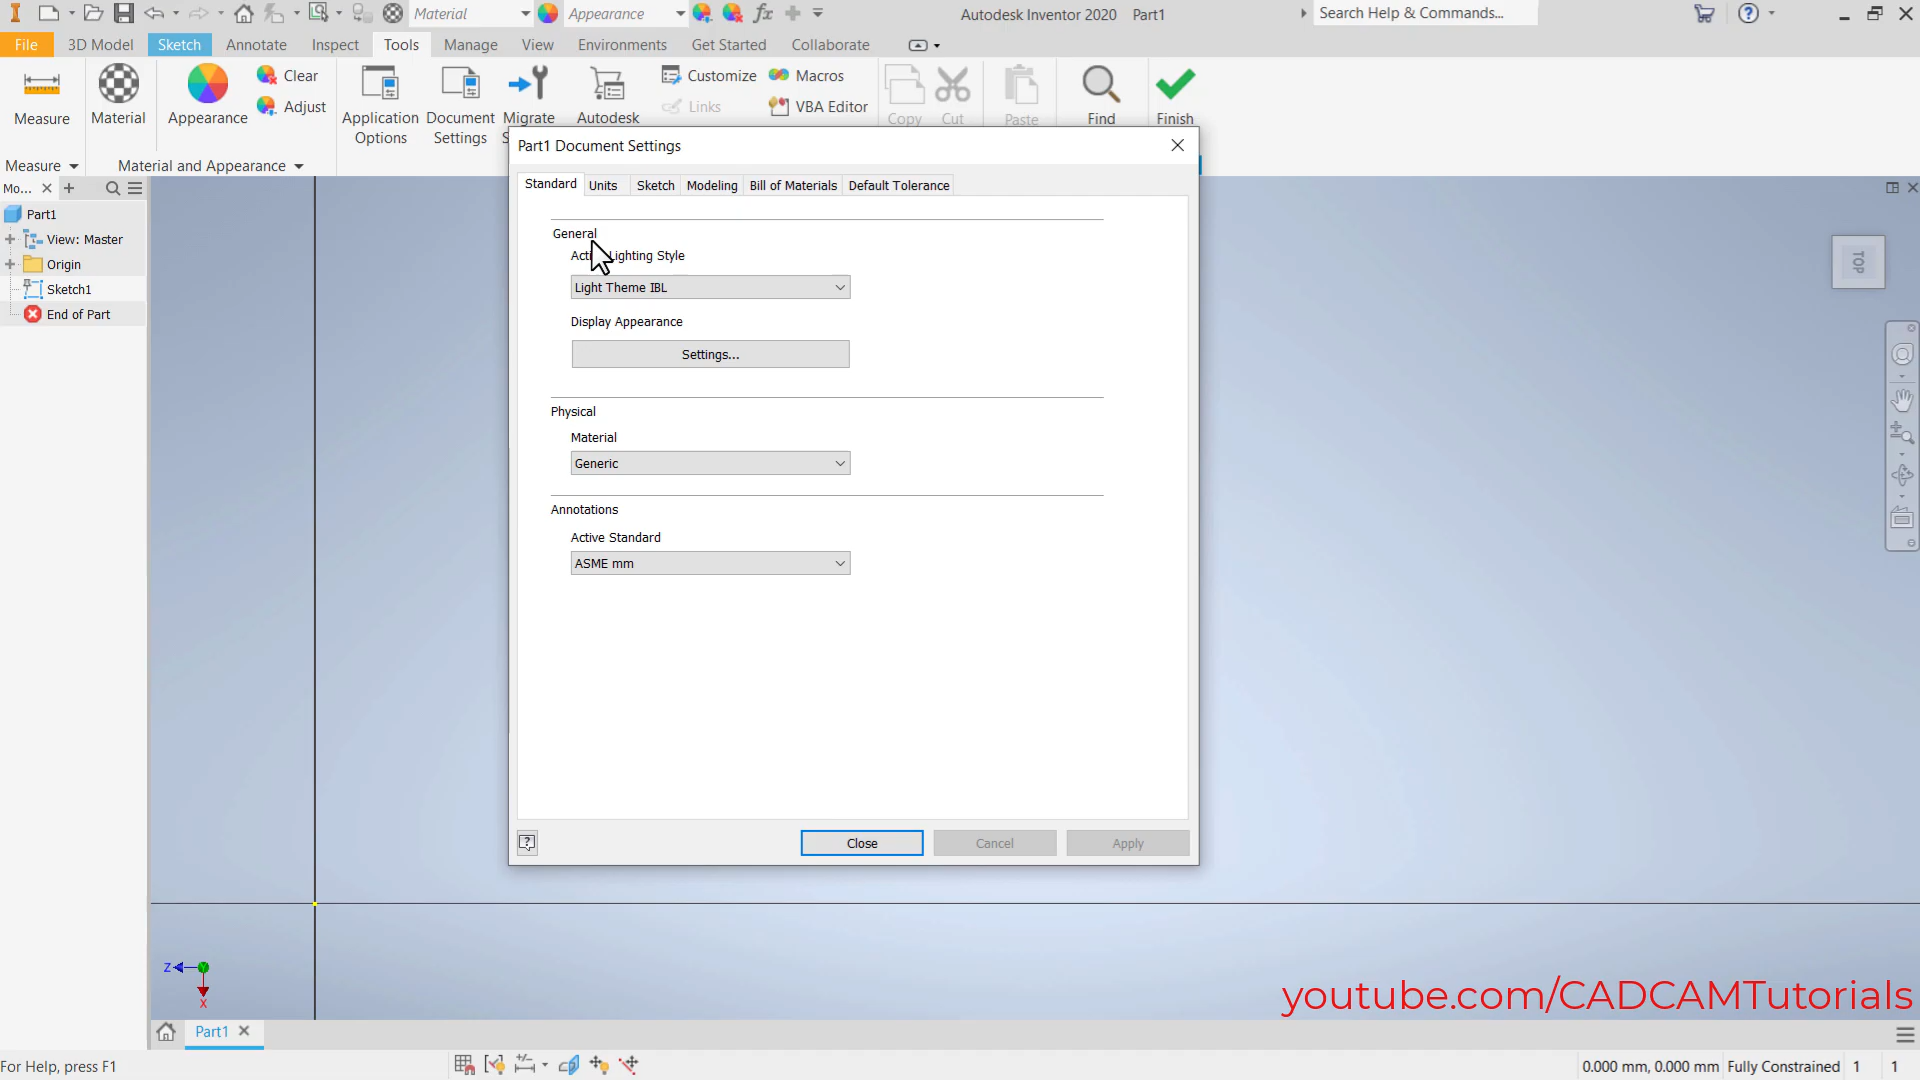 Material
Appearance
fx
Autodesk Inventor 2020 Part1
Search Help & Commands...
File 3D Model Sketch Annotate Inspect Tools Manage View Environments Get Started Collaborate
Measure
Material
Appearance
Clear
Adjust
Application
Options
Document
Settings
Migrate
Autodesk
Customize
Links
Macros
VBA Editor
Copy
Cut
Paste
Find
Finish
Measure
Material and Appearance
Mo...
Part1
View: Master
Origin
Sketch1
End of Part
Part1 Document Settings
Standard Units Sketch Modeling Bill of Materials Default Tolerance
General
Active Lighting Style
Light Theme IBL
Display Appearance
Settings...
Physical
Material
Generic
Annotations
Active Standard
ASME mm
Close Cancel Apply
TOP
Z
X
youtube.com/CADCAMTutorials
Part1
For Help, press F1
0.000 mm, 0.000 mm Fully Constrained 1 1